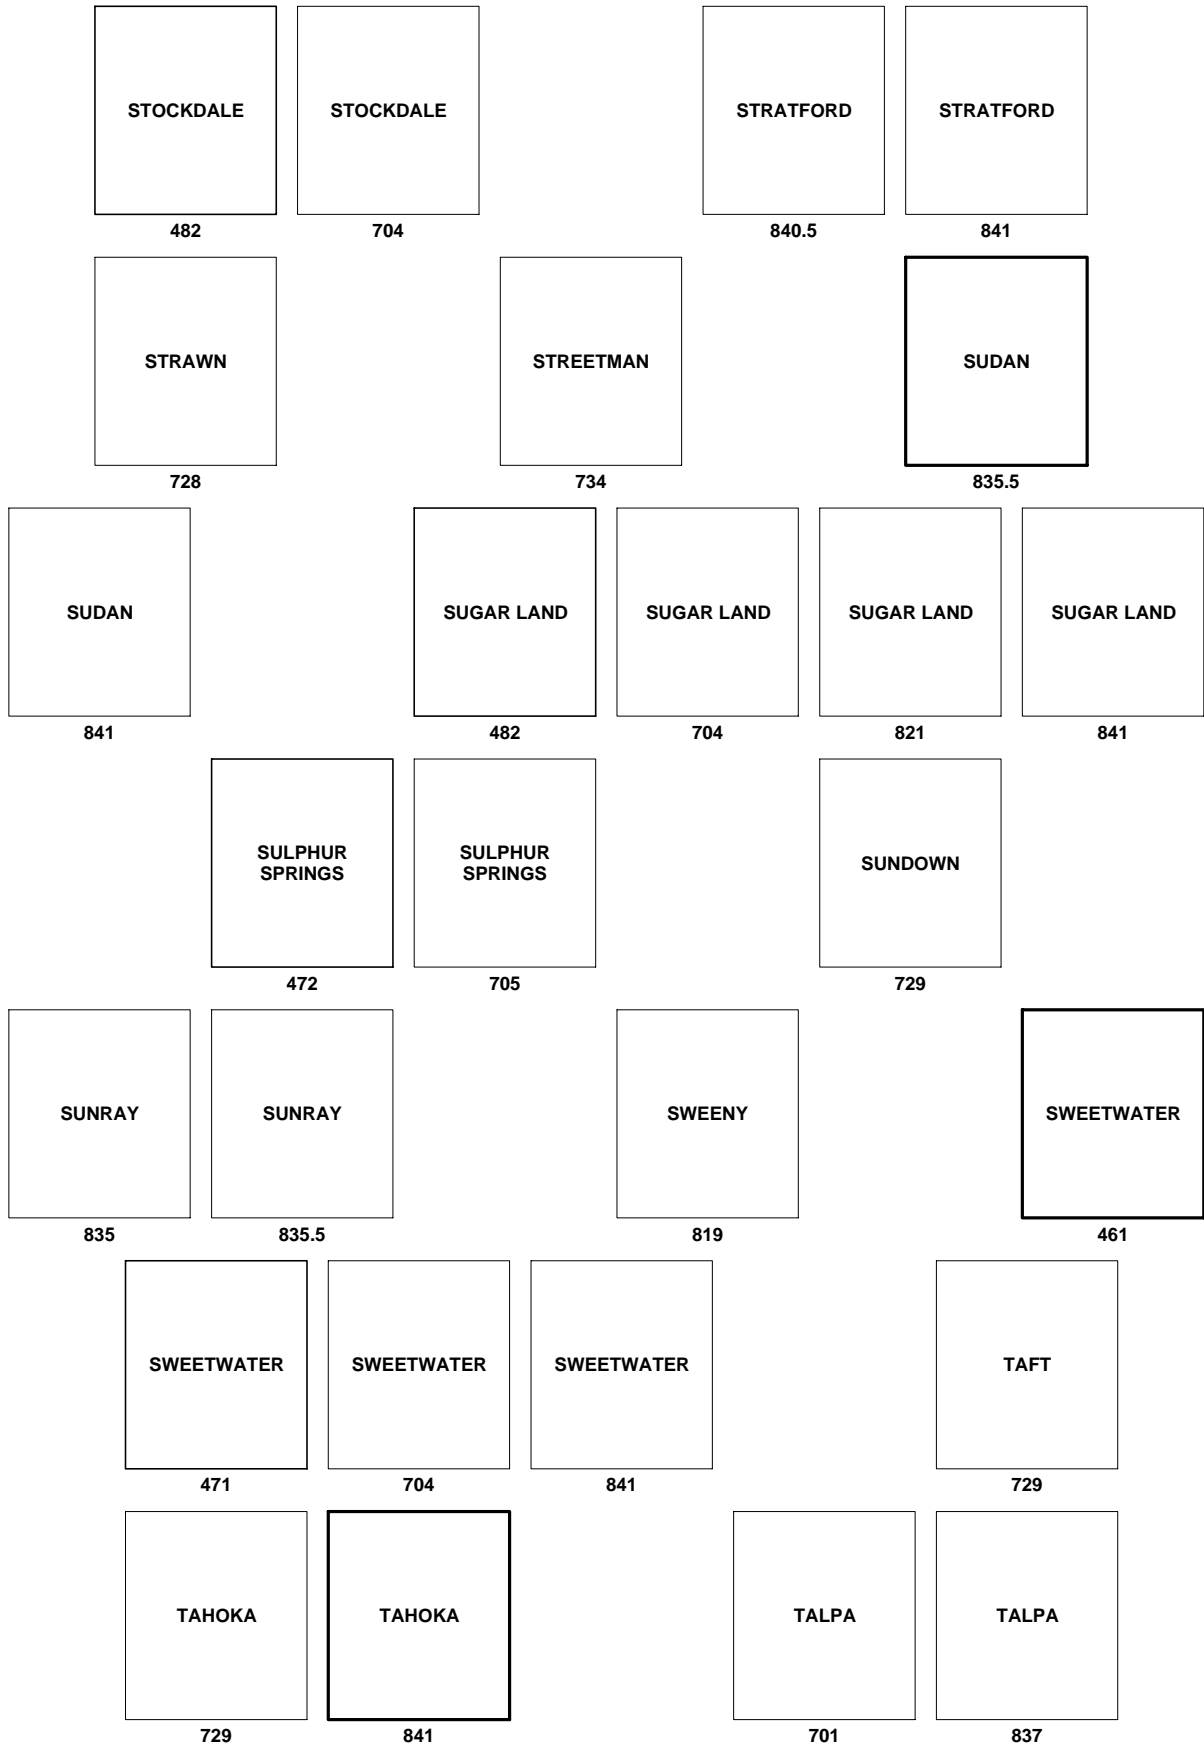 STOCKDALE STOCKDALE STRATFORD STRATFORD
482 704 840.5 841
STRAWN STREETMAN SUDAN
728 734 835.5
SUDAN SUGAR LAND SUGAR LAND SUGAR LAND SUGAR LAND
841 482 704 821 841
SULPHUR SULPHUR SUNDOWN
SPRINGS SPRINGS
472 705 729
SUNRAY SUNRAY SWEENY SWEETWATER
835 835.5 819 461
SWEETWATER SWEETWATER SWEETWATER TAFT
471 704 841 729
TAHOKA TAHOKA TALPA TALPA
729 841 701 837